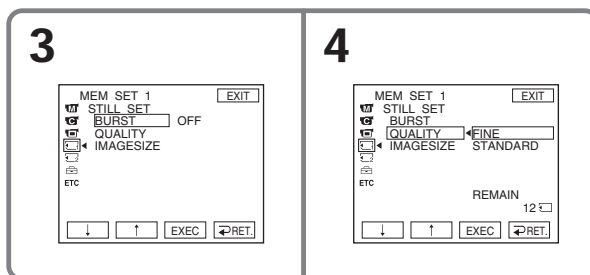 3
MEM SET 1 EXIT
STILL SET
BURST OFF
QUALITY
IMAGESIZE
ETC
↓ ↑ EXEC RET.
4
MEM SET 1 EXIT
STILL SET
BURST
QUALITY FINE
IMAGESIZE STANDARD
ETC
REMAIN
12
↓ ↑ EXEC RET.